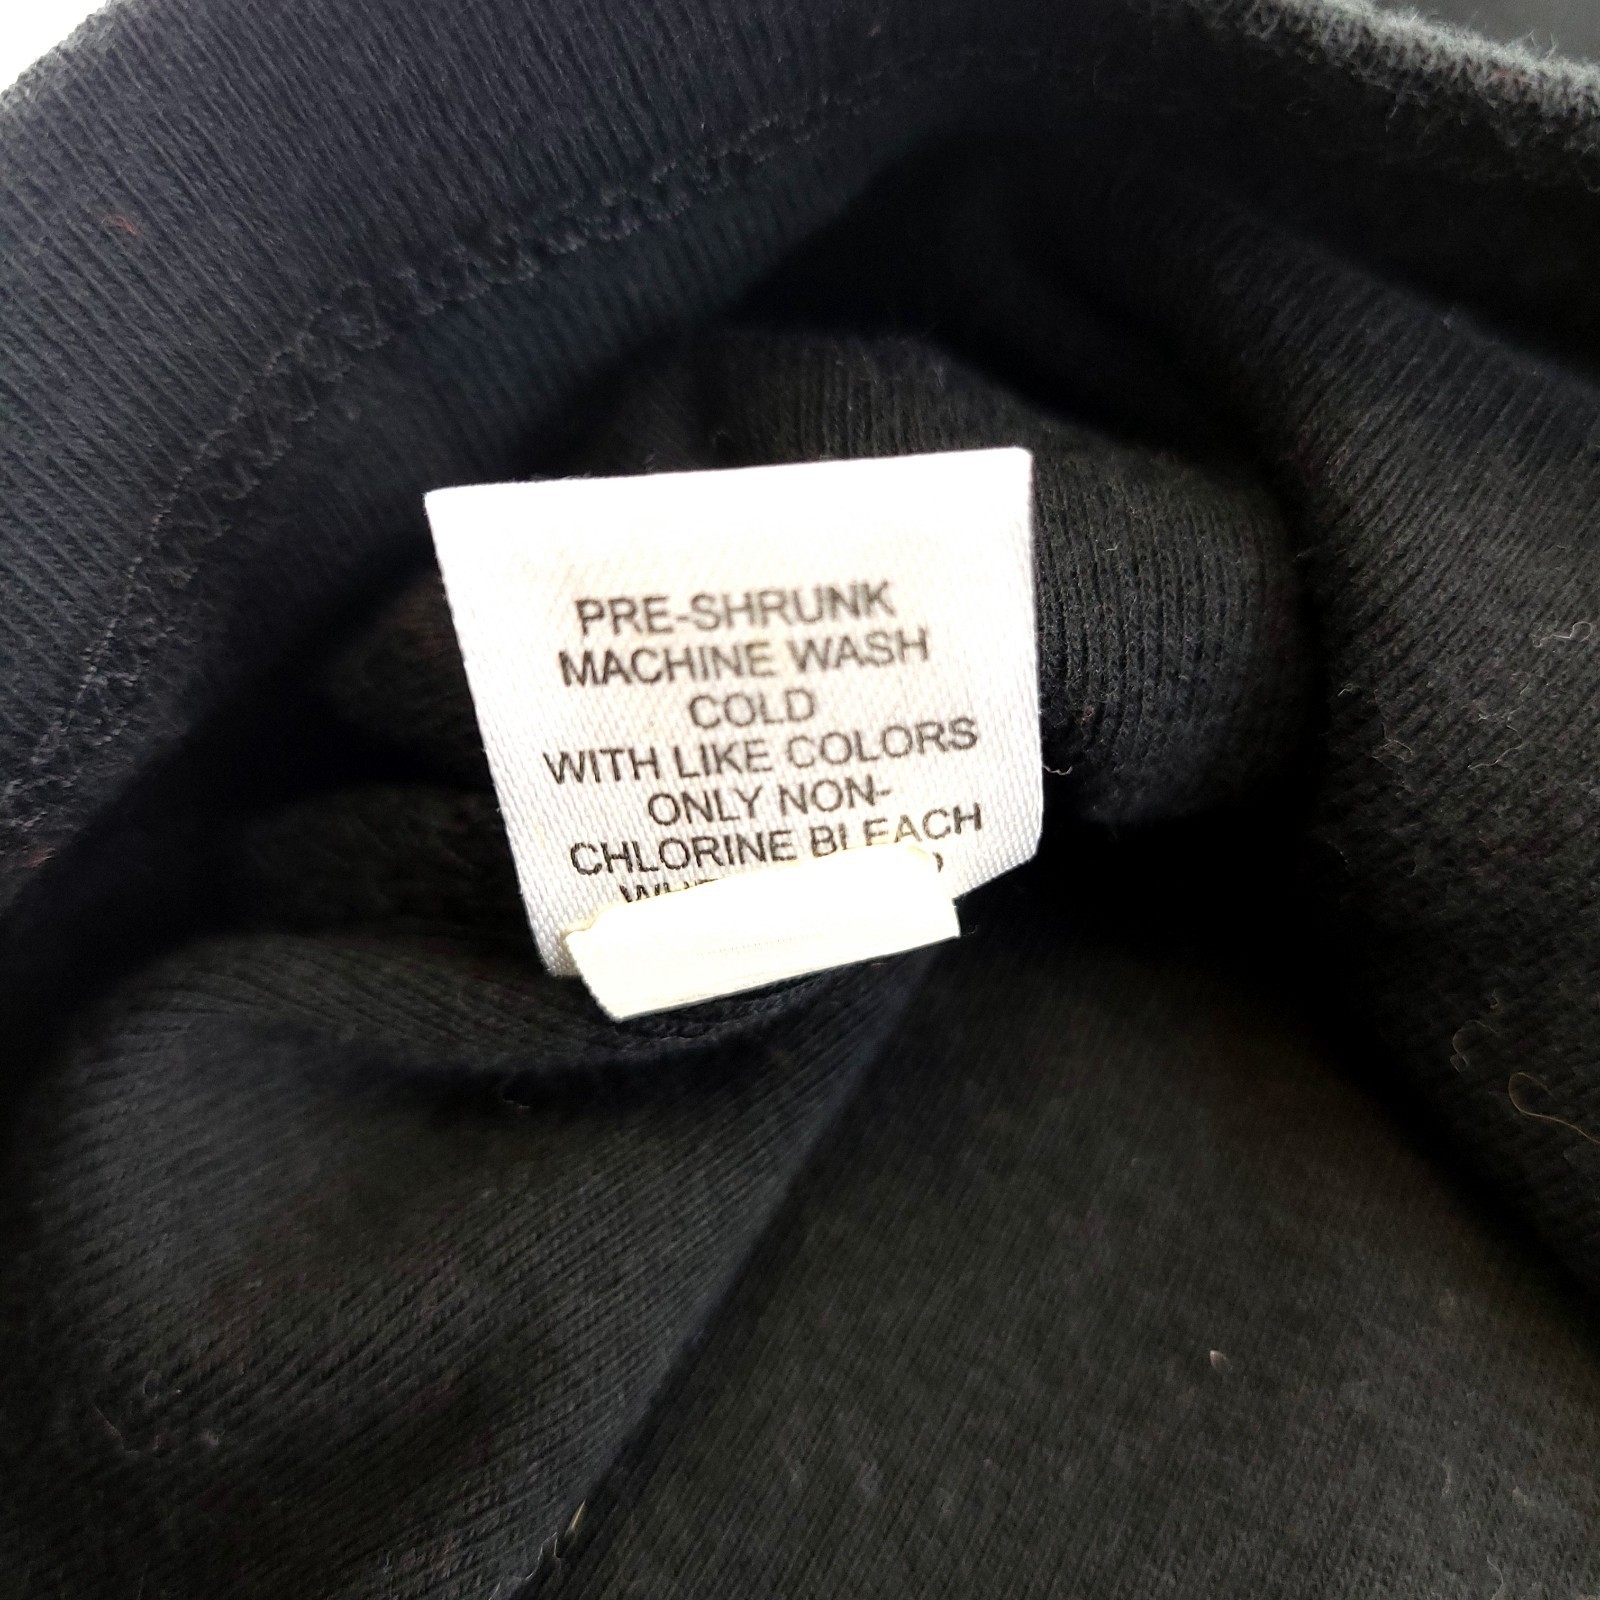 PRE-SHRUNK
MACHINE WASH
COLD
WITH LIKE COLORS
ONLY NON-
CHLORINE BLEACH